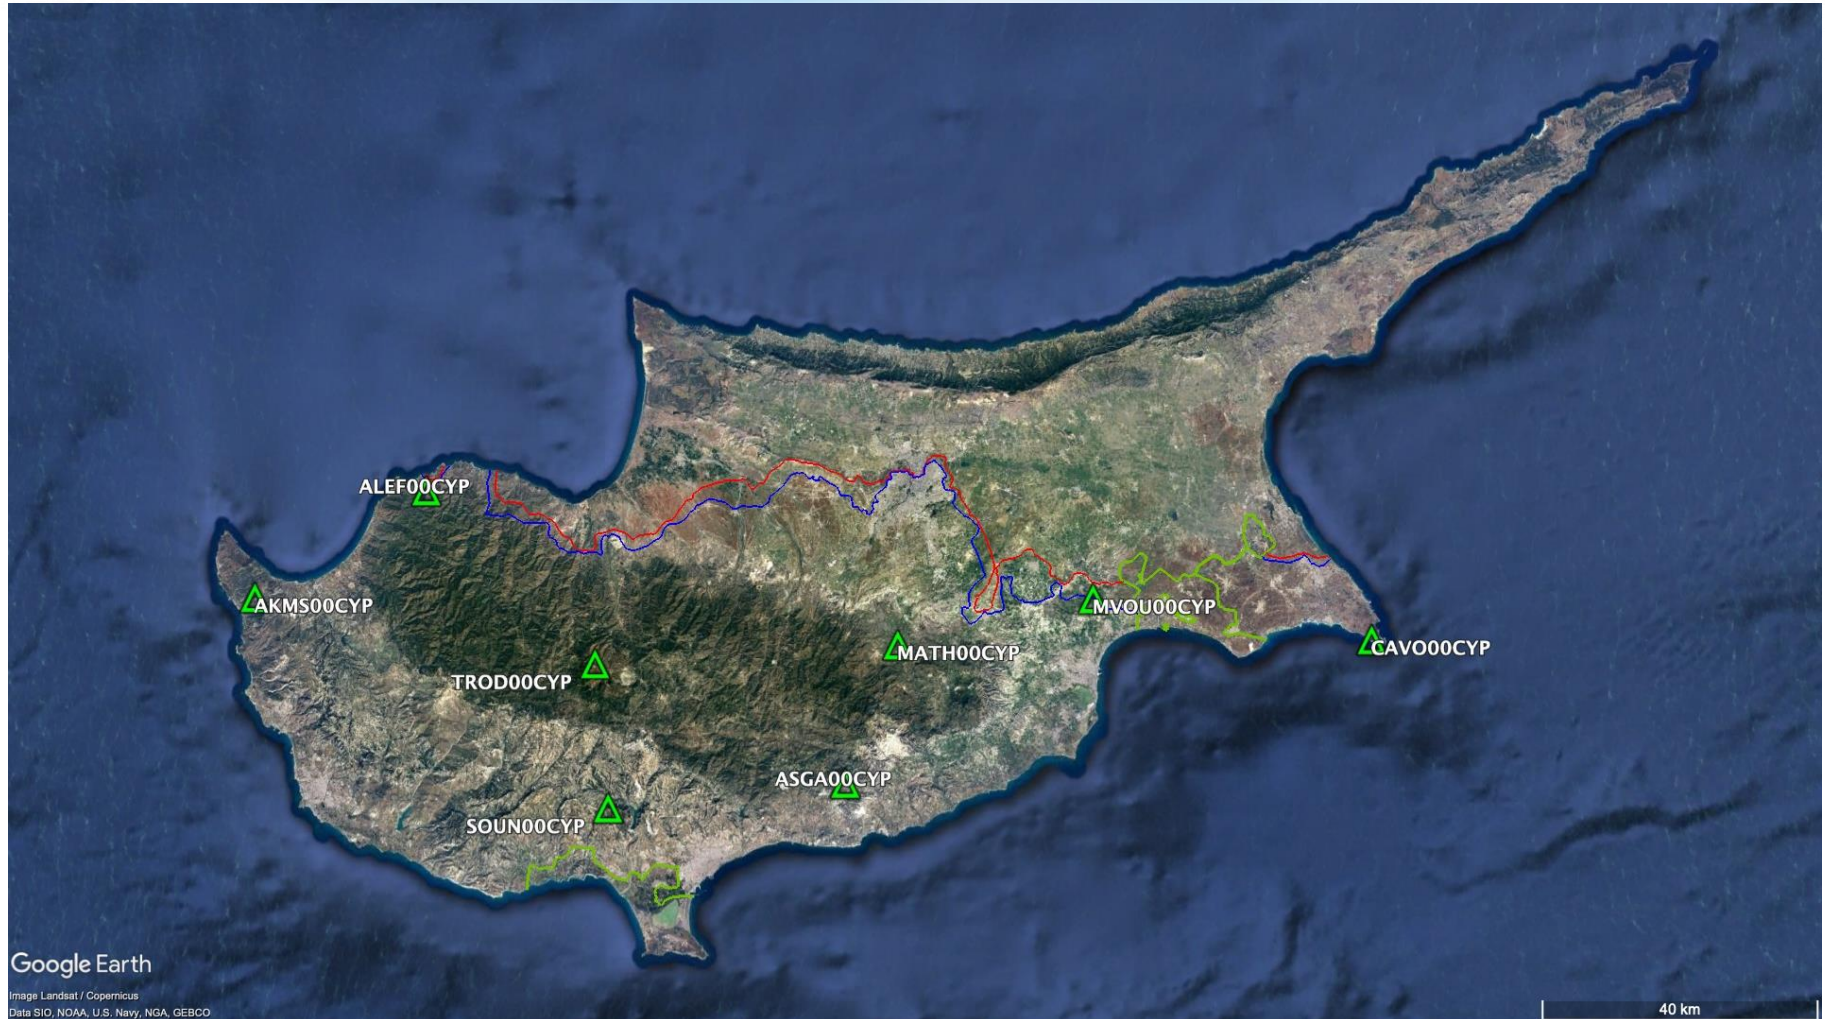 ALEF00CYP
AKMS00CYP
MVOU00CYP
CAVO00CYP
MATH00CYP
TROD00CYP
ASGA00CYP
SOUN00CYP
Google Earth
Image Landsat / Copernicus
Data SIO, NOAA, U.S. Navy, NGA, GEBCO
40 km